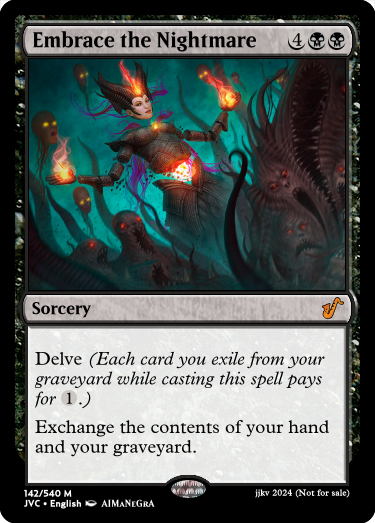 Embrace the Nightmare 4
Sorcery
Delve (Each card you exile from your
graveyard while casting this spell pays
for 1.)
Exchange the contents of your hand
and your graveyard.
142/540 M
JVC • English AIMANEGRA
jjkv 2024 (Not for sale)